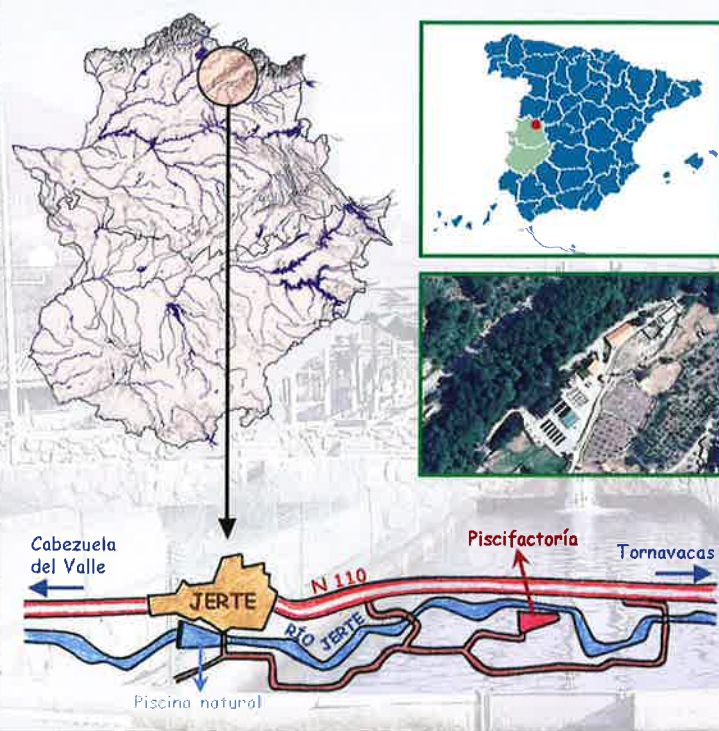 Cabezuela
del Valle
Piscifactoría
Tornavacas
N 110
JERTE
RÍO JERTE
Piscina natural